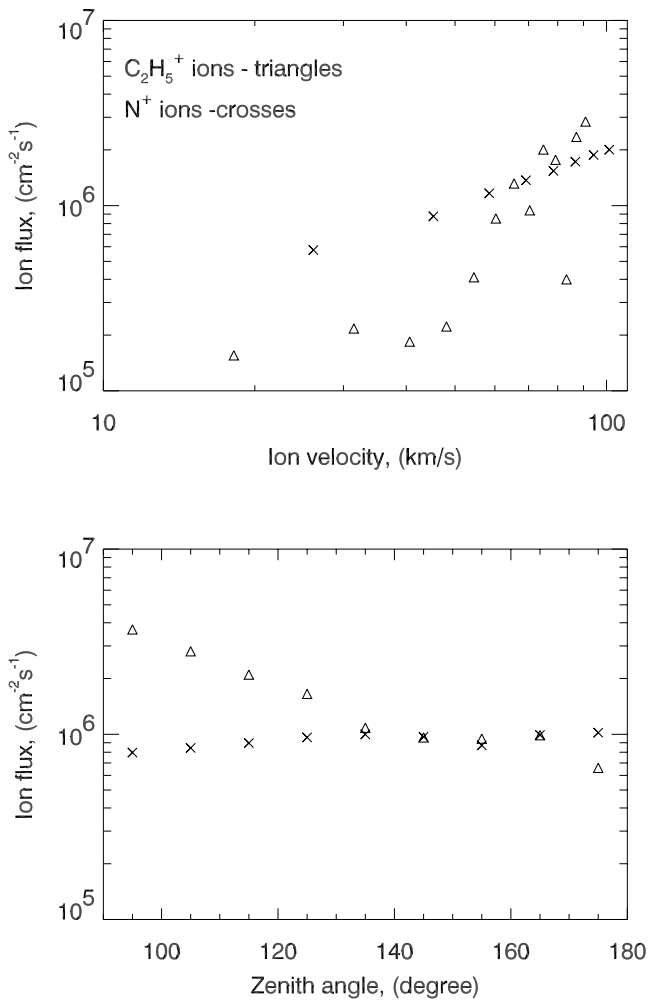 10⁷
C₂H₅⁺ ions - triangles
N⁺ ions -crosses
10⁶
10⁵
Ion flux, (cm⁻²s⁻¹)
10 100
Ion velocity, (km/s)
10⁷
10⁶
10⁵
Ion flux, (cm⁻²s⁻¹)
100 120 140 160 180
Zenith angle, (degree)